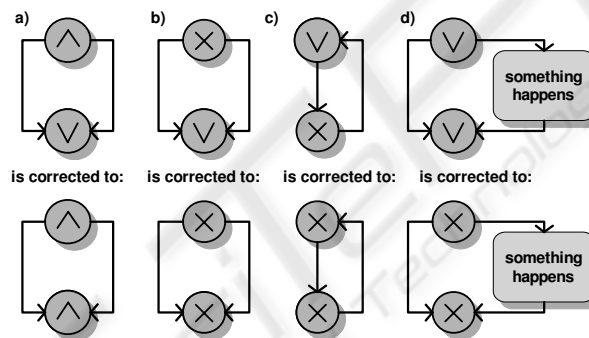 a) b) c) d)
∧ × ∨ ∨
something
happens
∨ ∨ × ∨
is corrected to: is corrected to: is corrected to: is corrected to:
∧ × × ×
something
happens
∧ × × ×